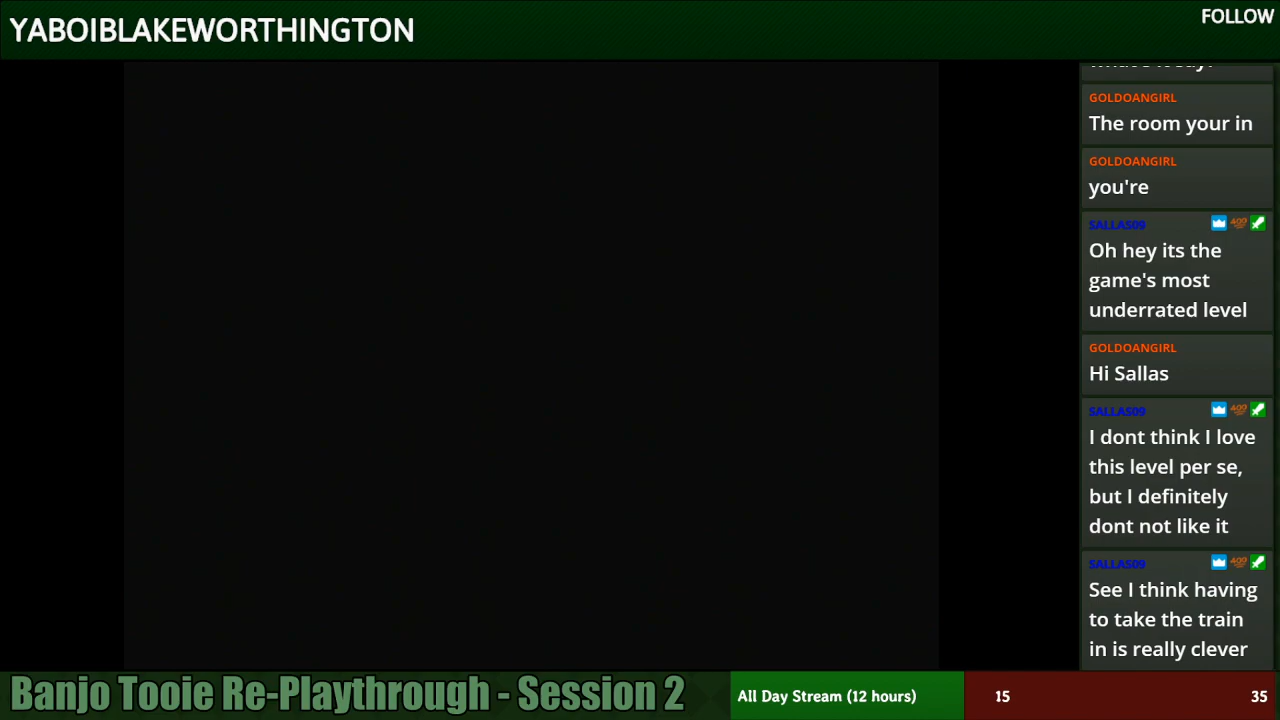 YABOIBLAKEWORTHINGTON
FOLLOW
GOLDOANGIRL
The room your in
GOLDOANGIRL
you're
SALLAS09
Oh hey its the
game's most
underrated level
GOLDOANGIRL
Hi Sallas
SALLAS09
I dont think I love
this level per se,
but I definitely
dont not like it
SALLAS09
See I think having
to take the train
in is really clever
Banjo Tooie Re-Playthrough - Session 2
All Day Stream (12 hours)
15
35